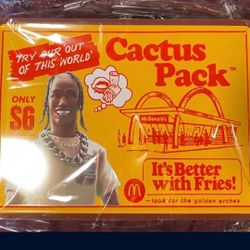 "TRY OUR OUT
OF THIS WORLD"
Cactus
Pack™
ONLY
$6
McDonald's
It's Better
with Fries!
—look for the golden arches